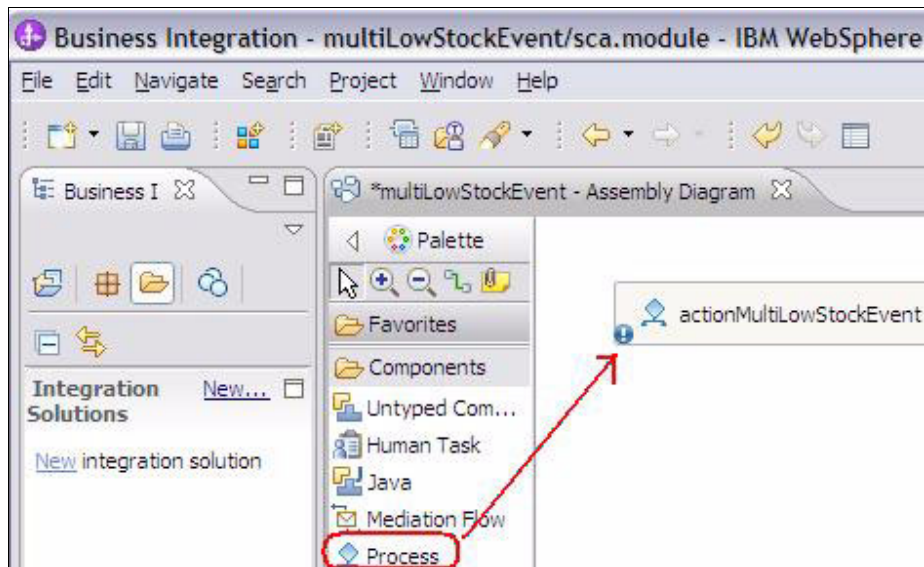 Business Integration - multiLowStockEvent/sca.module - IBM WebSphere
File Edit Navigate Search Project Window Help
Business I
*multiLowStockEvent - Assembly Diagram
Palette
Favorites
Components
Untyped Com...
Human Task
Java
Mediation Flow
Process
actionMultiLowStockEvent
Integration Solutions New...
New integration solution